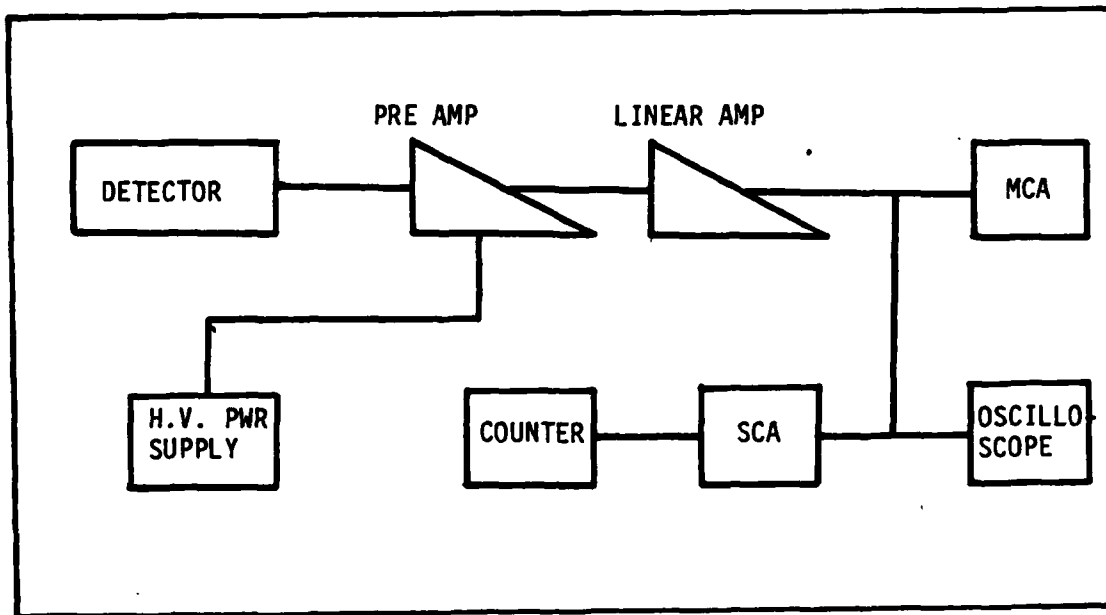 PRE AMP
LINEAR AMP
DETECTOR
MCA
H.V. PWR
SUPPLY
COUNTER
SCA
OSCILLO-
SCOPE